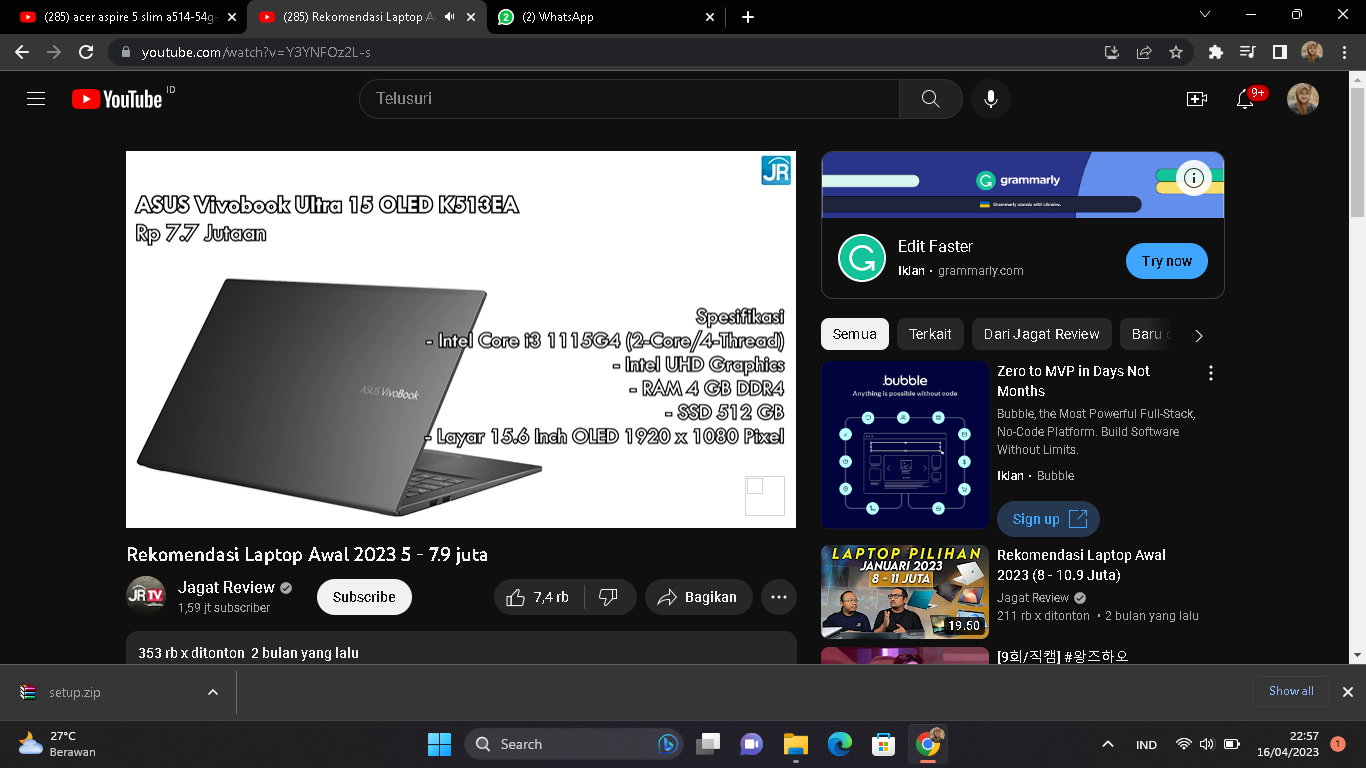 (285) acer aspire 5 slim a514-54g-
(285) Rekomendasi Laptop A
(2) WhatsApp
youtube.com/watch?v=Y3YNFOz2L-s
YouTube ID
Telusuri
9+
JR
ASUS Vivobook Ultra 15 OLED K513EA
Rp 7.7 Jutaan
ASUS VivoBook
Spesifikasi
- Intel Core i3 1115G4 (2-Core/4-Thread)
- Intel UHD Graphics
- RAM 4 GB DDR4
- SSD 512 GB
- Layar 15.6 Inch OLED 1920 x 1080 Pixel
Rekomendasi Laptop Awal 2023 5 - 7.9 juta
JRTV
Jagat Review
1,59 jt subscriber
Subscribe
7,4 rb
Bagikan
353 rb x ditonton 2 bulan yang lalu
grammarly
Grammarly stands with Ukraine.
Edit Faster
Iklan • grammarly.com
Try now
Semua
Terkait
Dari Jagat Review
Baru
.bubble
Anything is possible without code
Zero to MVP in Days Not
Months
Bubble, the Most Powerful Full-Stack,
No-Code Platform. Build Software
Without Limits.
Iklan • Bubble
Sign up
LAPTOP PILIHAN
JANUARI 2023
8 - 11 JUTA
19.50
Rekomendasi Laptop Awal
2023 (8 - 10.9 Juta)
Jagat Review
211 rb x ditonton • 2 bulan yang lalu
[9회/직캠] #왕즈하오
setup.zip
Show all
27°C
Berawan
Search
IND
22:57
16/04/2023
1